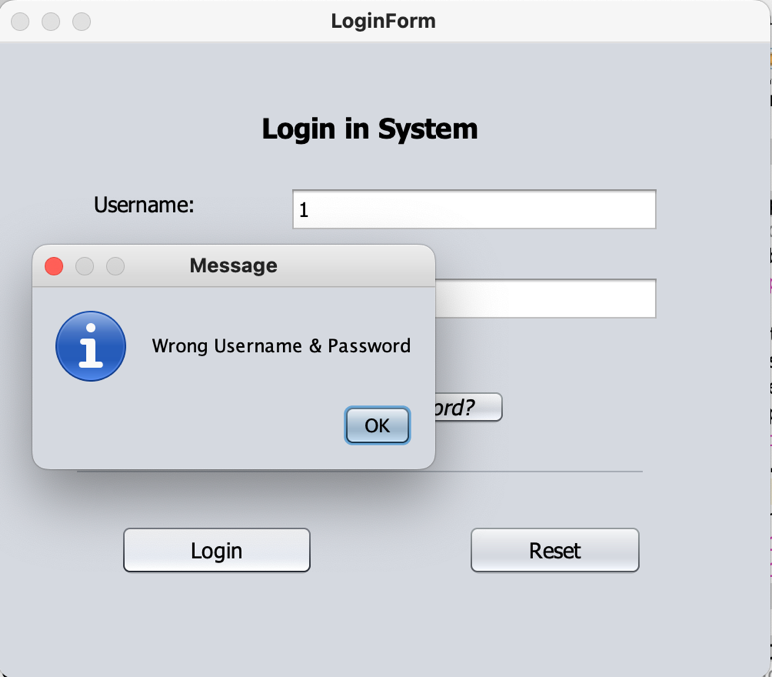 LoginForm
Login in System
Username:
1
Message
Wrong Username & Password
OK
ord?
Login
Reset